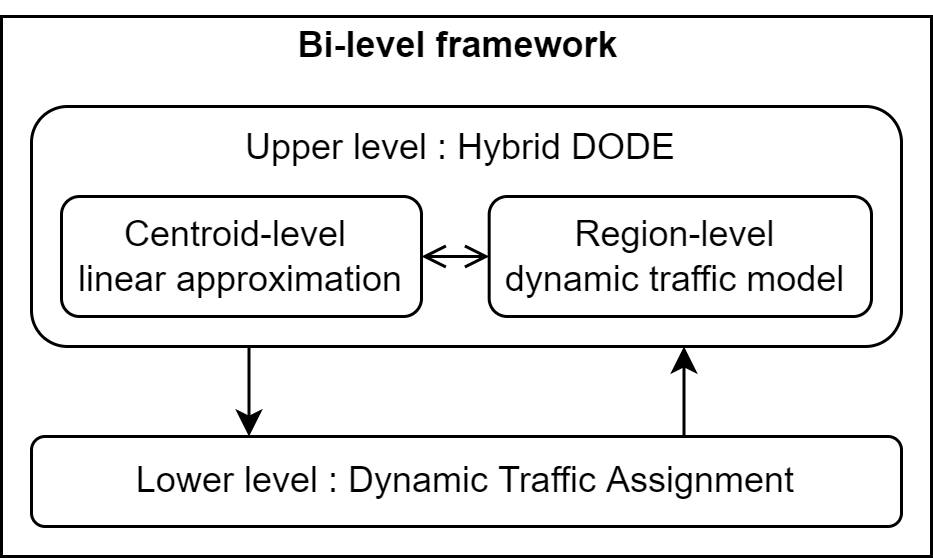 Bi-level framework
Upper level : Hybrid DODE
Centroid-level
linear approximation
Region-level
dynamic traffic model
Lower level : Dynamic Traffic Assignment